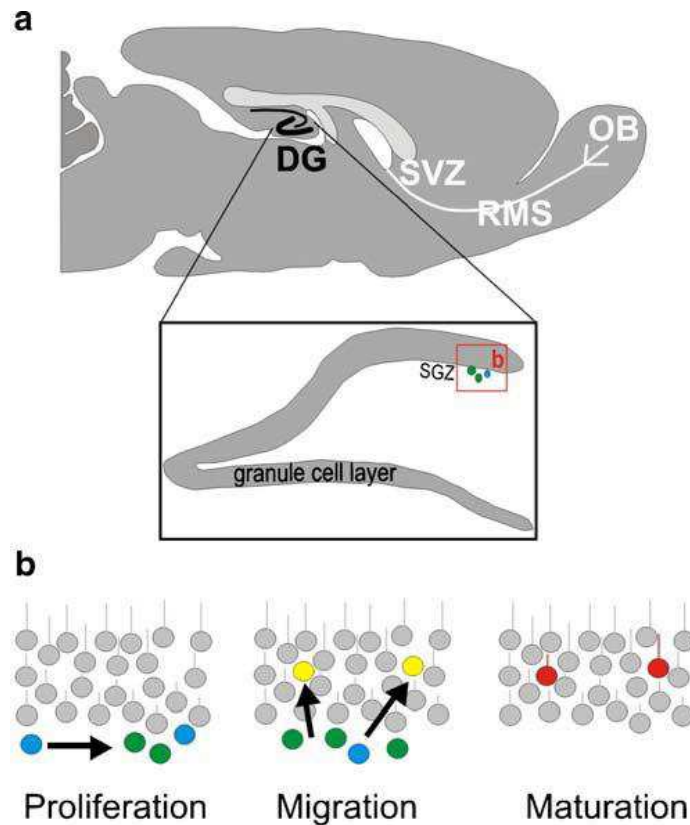 a
OB
DG
SVZ
RMS
b
SGZ
granule cell layer
b
Proliferation Migration Maturation